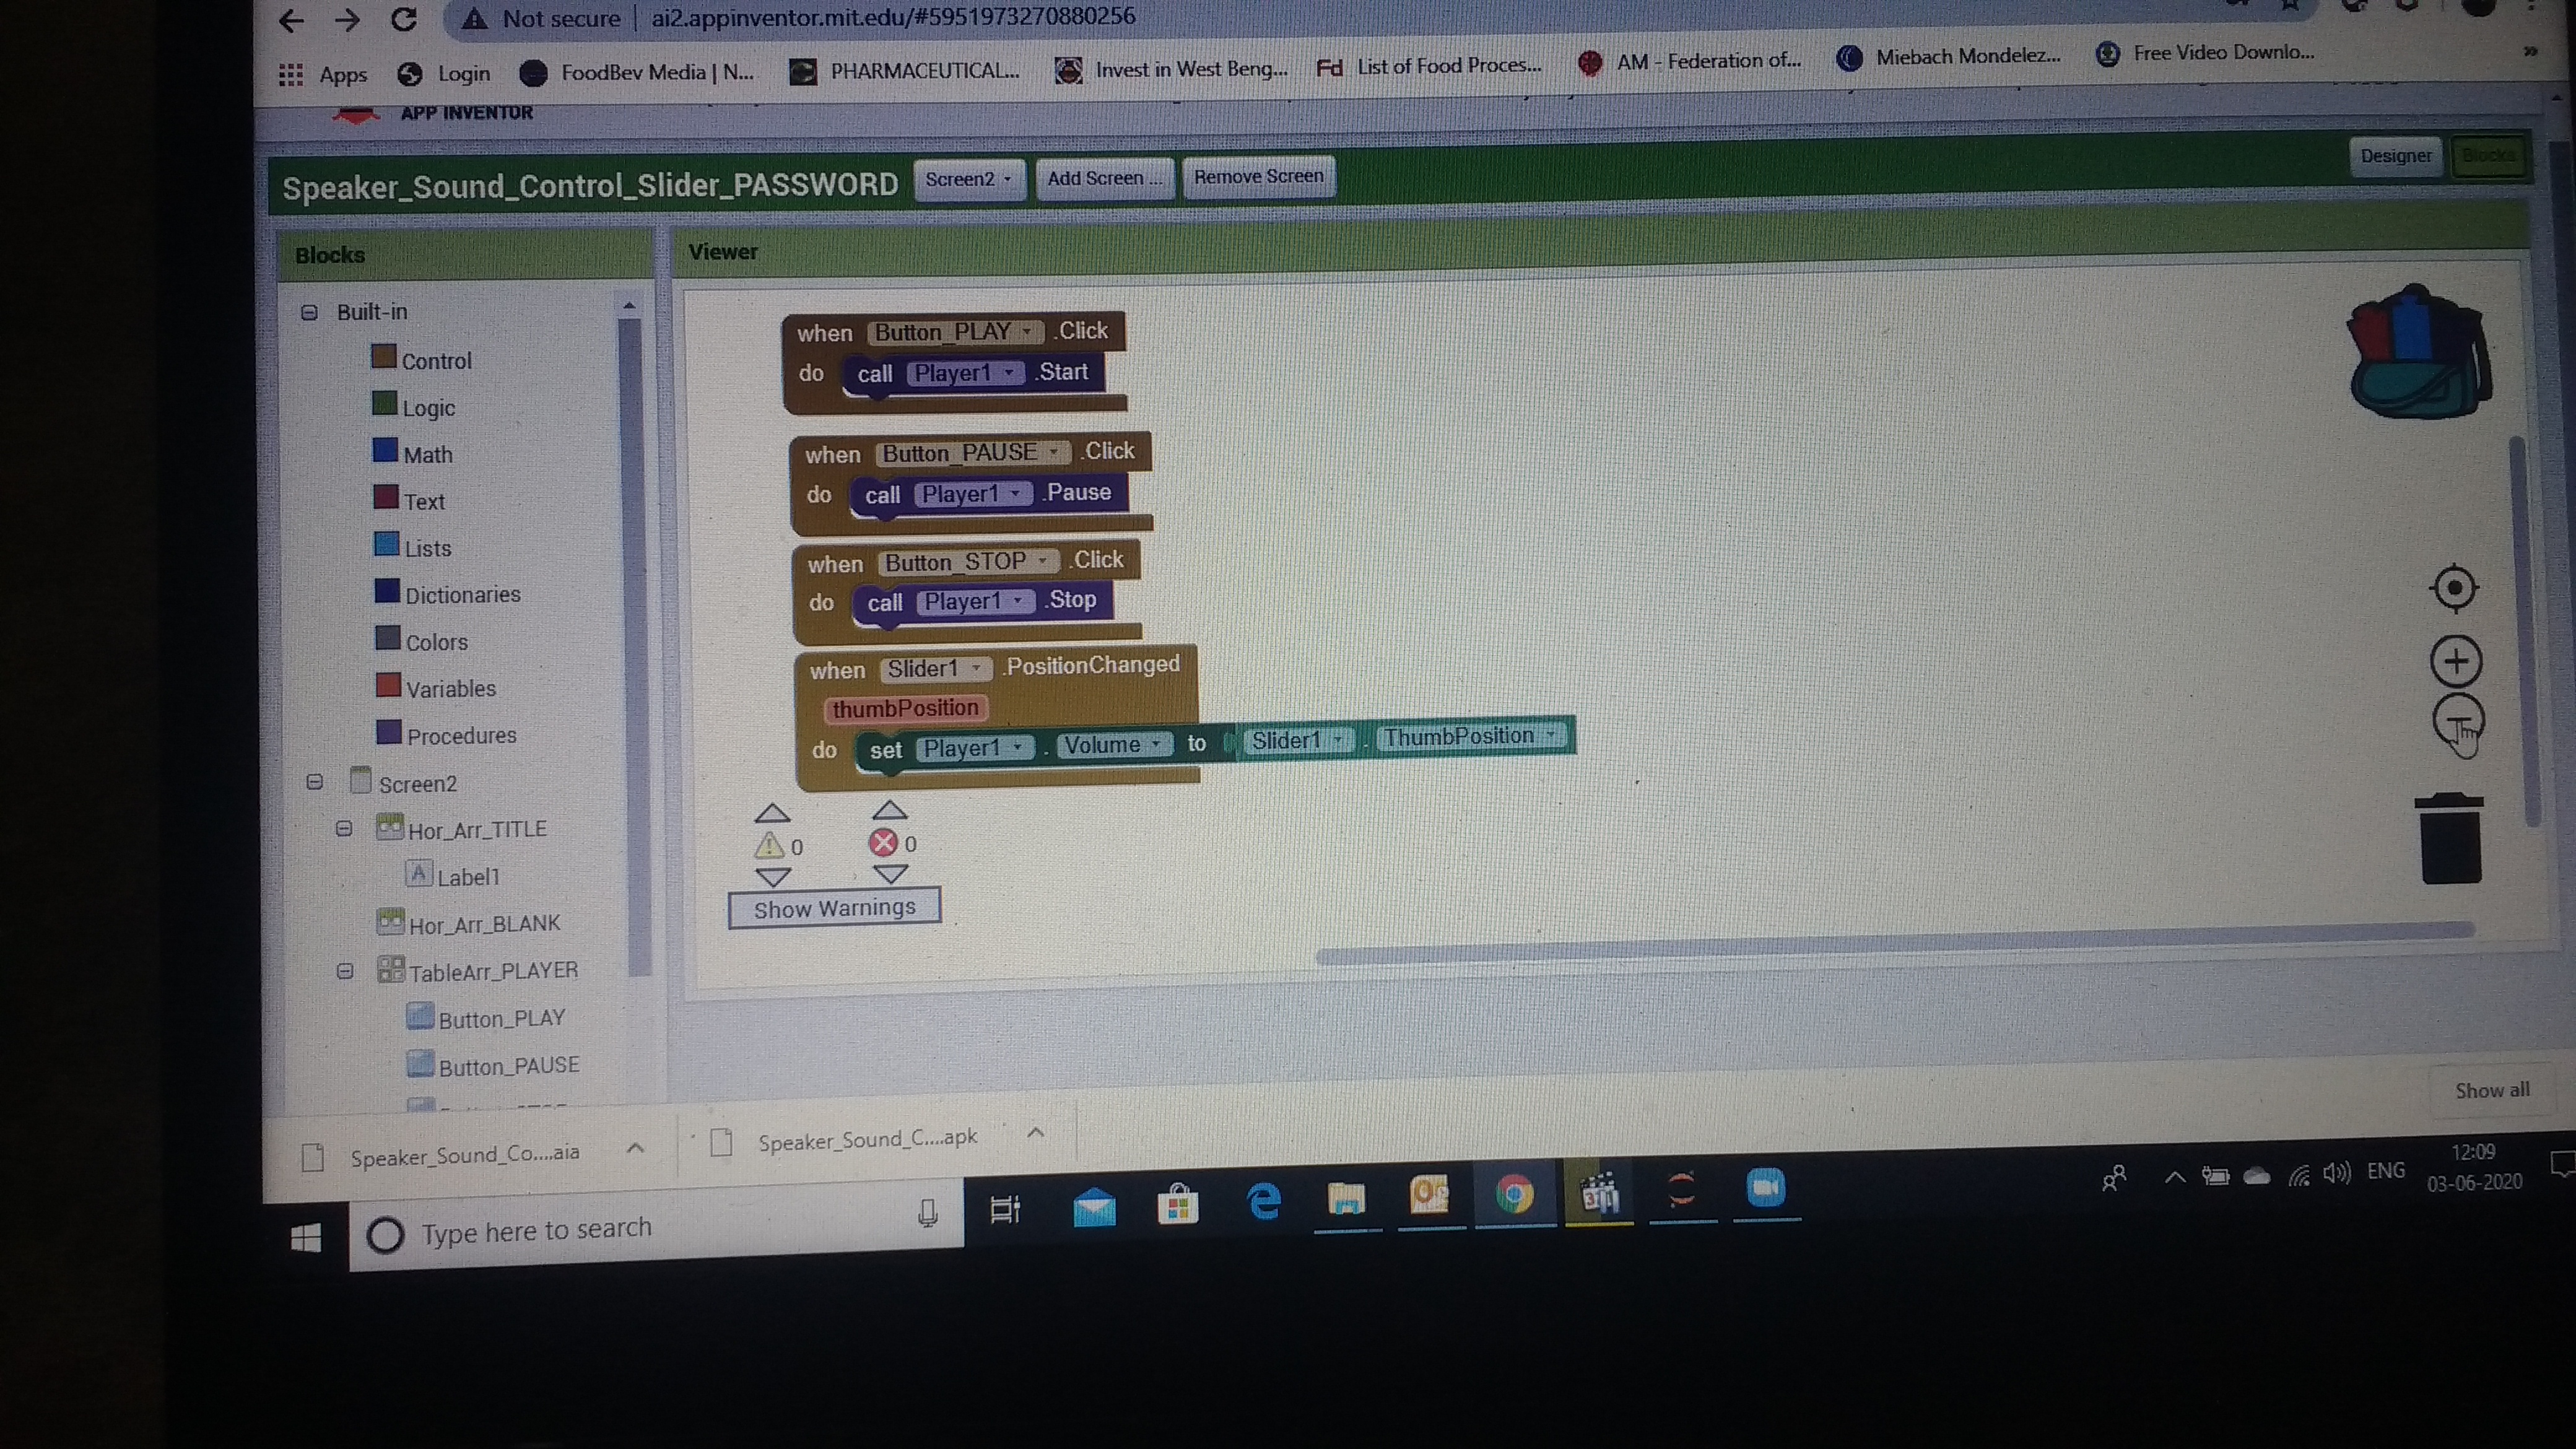 Not secure | ai2.appinventor.mit.edu/#5951973270880256
Apps Login FoodBev Media | N... PHARMACEUTICAL... Invest in West Beng... Fd List of Food Proces... AM - Federation of... Miebach Mondelez... Free Video Downlo... »
APP INVENTOR
Speaker_Sound_Control_Slider_PASSWORD Screen2 Add Screen ... Remove Screen Designer Blocks
Blocks
Viewer
Built-in
Control
Logic
Math
Text
Lists
Dictionaries
Colors
Variables
Procedures
Screen2
Hor_Arr_TITLE
A Label1
Hor_Arr_BLANK
TableArr_PLAYER
Button_PLAY
Button_PAUSE
when Button_PLAY .Click
do call Player1 .Start
when Button_PAUSE .Click
do call Player1 .Pause
when Button_STOP .Click
do call Player1 .Stop
when Slider1 .PositionChanged
thumbPosition
do set Player1 . Volume to Slider1 . ThumbPosition
0 0
Show Warnings
Speaker_Sound_Co....aia Speaker_Sound_C....apk Show all
Type here to search
ENG
12:09
03-06-2020